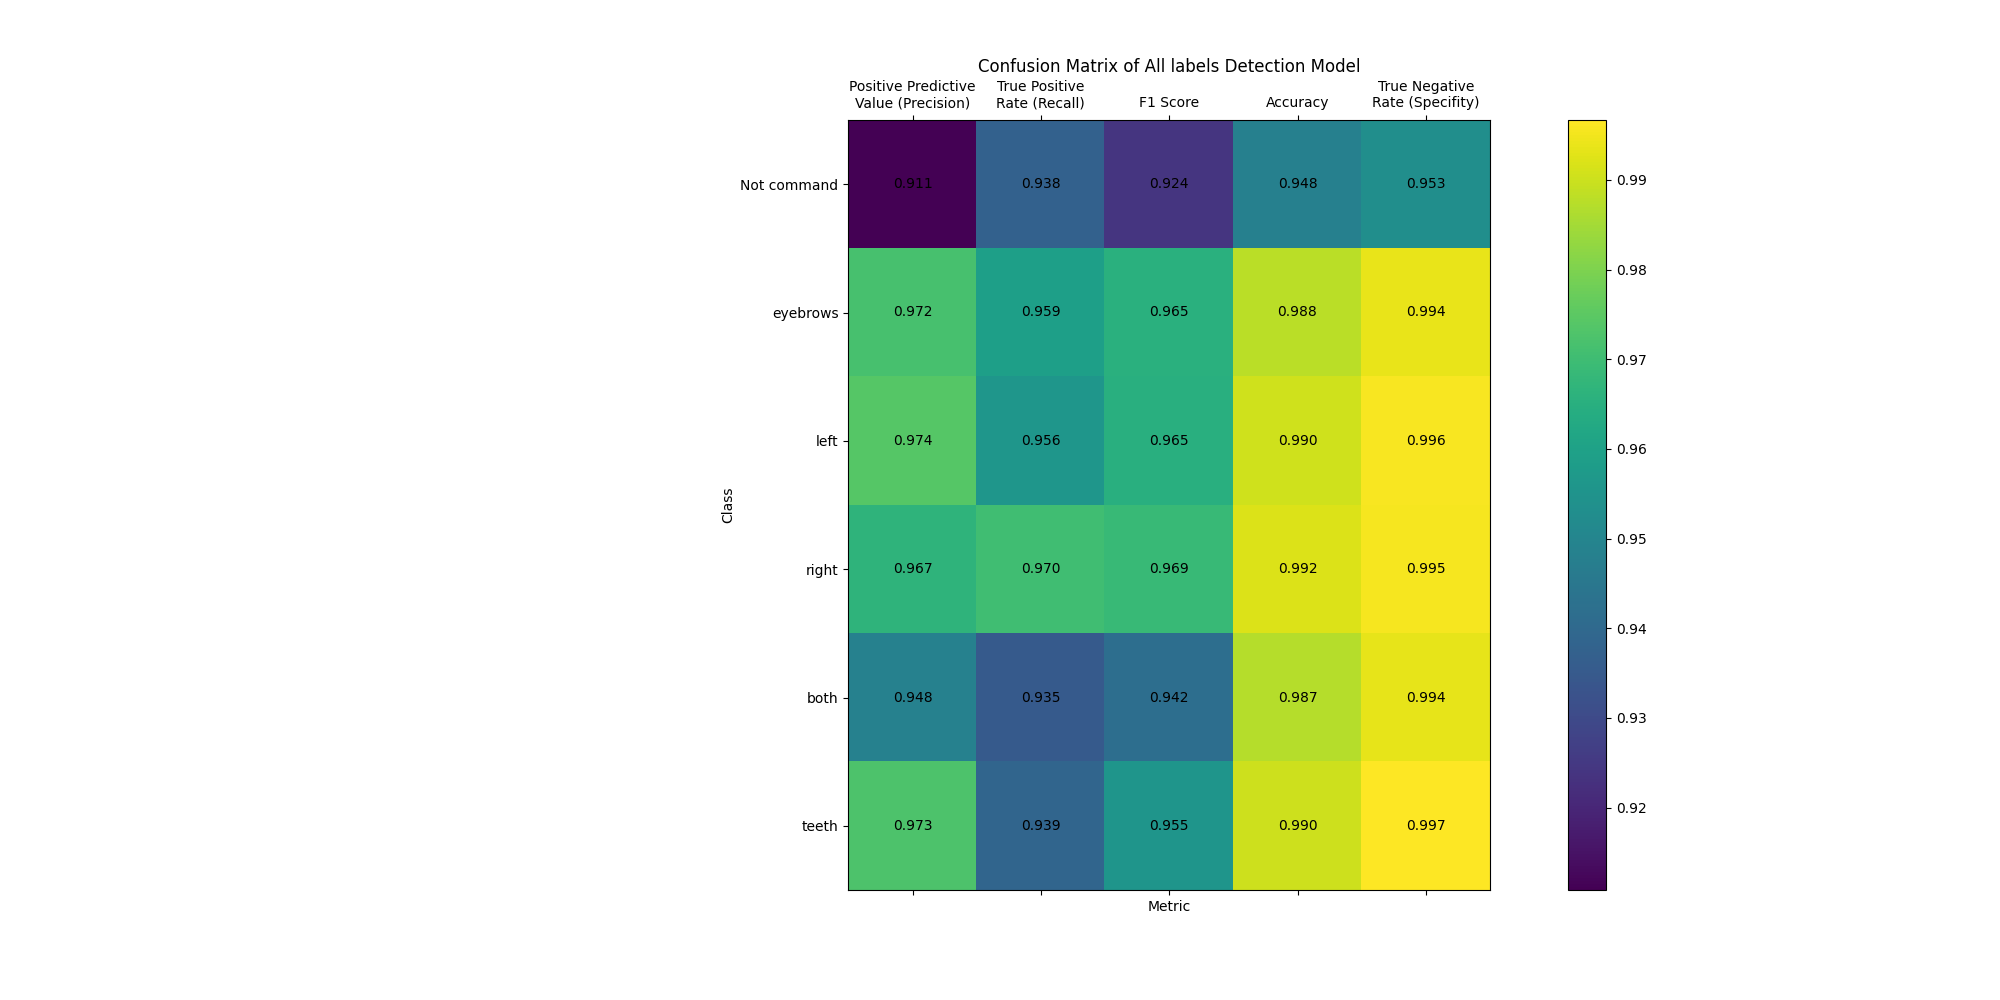 Confusion Matrix of All labels Detection Model
Positive Predictive
Value (Precision)
True Positive
Rate (Recall)
F1 Score
Accuracy
True Negative
Rate (Specifity)
Not command
0.911 0.938 0.924 0.948 0.953
eyebrows
0.972 0.959 0.965 0.988 0.994
left
0.974 0.956 0.965 0.990 0.996
right
0.967 0.970 0.969 0.992 0.995
both
0.948 0.935 0.942 0.987 0.994
teeth
0.973 0.939 0.955 0.990 0.997
Class
Metric
0.99
0.98
0.97
0.96
0.95
0.94
0.93
0.92